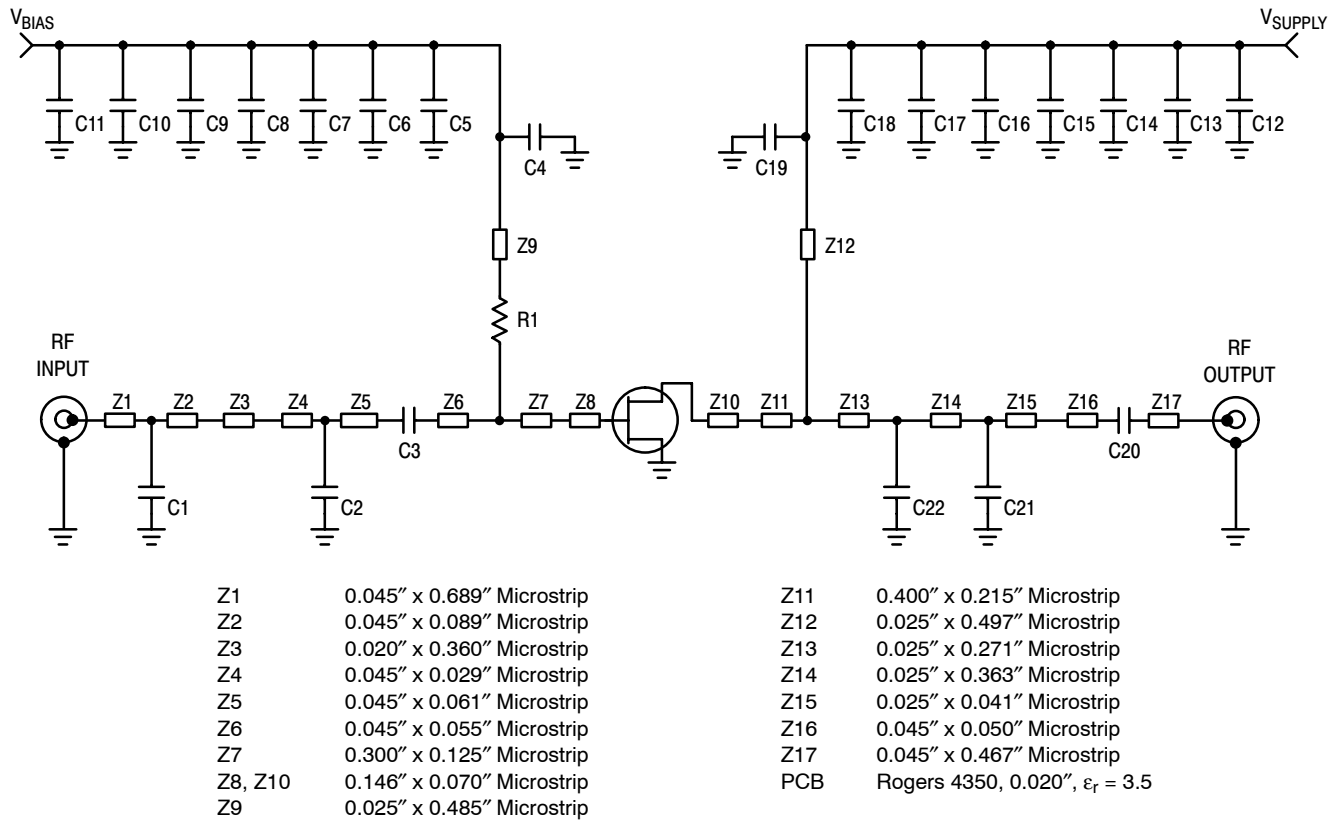 V_BIAS
V_SUPPLY
C11 C10 C9 C8 C7 C6 C5
C18 C17 C16 C15 C14 C13 C12
C4
C19
Z9
Z12
R1
RF
INPUT
RF
OUTPUT
Z1 Z2 Z3 Z4 Z5 Z6 Z7 Z8 Z10 Z11 Z13 Z14 Z15 Z16 Z17
C3
C20
C1 C2 C22 C21
Z1 0.045″ x 0.689″ Microstrip
Z2 0.045″ x 0.089″ Microstrip
Z3 0.020″ x 0.360″ Microstrip
Z4 0.045″ x 0.029″ Microstrip
Z5 0.045″ x 0.061″ Microstrip
Z6 0.045″ x 0.055″ Microstrip
Z7 0.300″ x 0.125″ Microstrip
Z8, Z10 0.146″ x 0.070″ Microstrip
Z9 0.025″ x 0.485″ Microstrip
Z11 0.400″ x 0.215″ Microstrip
Z12 0.025″ x 0.497″ Microstrip
Z13 0.025″ x 0.271″ Microstrip
Z14 0.025″ x 0.363″ Microstrip
Z15 0.025″ x 0.041″ Microstrip
Z16 0.045″ x 0.050″ Microstrip
Z17 0.045″ x 0.467″ Microstrip
PCB Rogers 4350, 0.020″, εr = 3.5